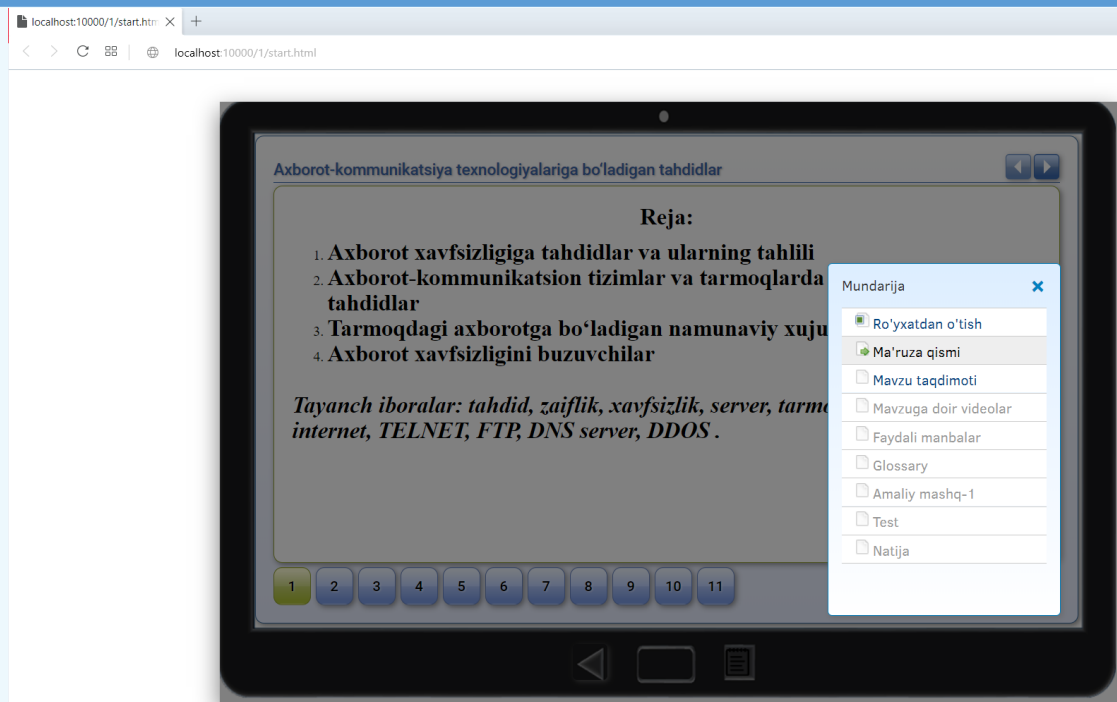 localhost:10000/1/start.htm
localhost:10000/1/start.html
Axborot-kommunikatsiya texnologiyalariga bo'ladigan tahdidlar
Reja:
1. Axborot xavfsizligiga tahdidlar va ularning tahlili
2. Axborot-kommunikatsion tizimlar va tarmoqlarda
tahdidlar
3. Tarmoqdagi axborotga bo‘ladigan namunaviy xuju
4. Axborot xavfsizligini buzuvchilar
Tayanch iboralar: tahdid, zaiflik, xavfsizlik, server, tarmo
internet, TELNET, FTP, DNS server, DDOS .
Mundarija
Ro'yxatdan o'tish
Ma'ruza qismi
Mavzu taqdimoti
Mavzuga doir videolar
Faydali manbalar
Glossary
Amaliy mashq-1
Test
Natija
1 2 3 4 5 6 7 8 9 10 11